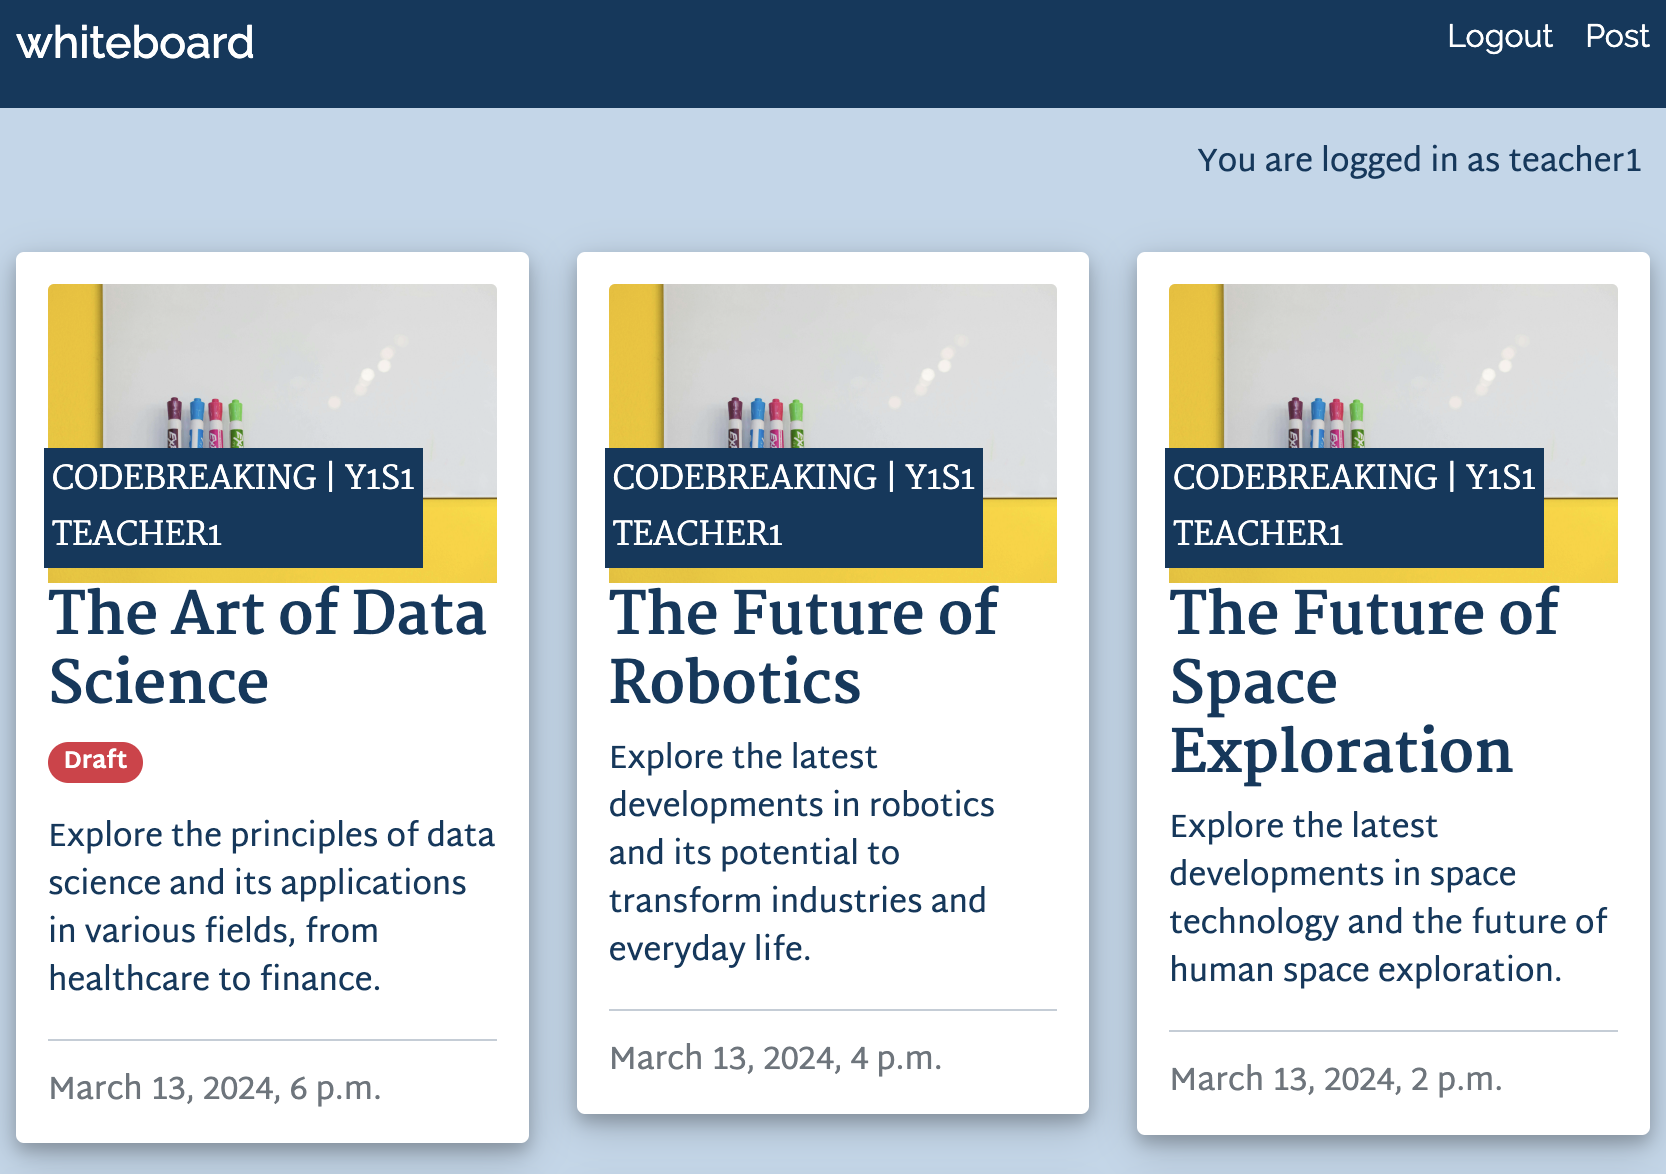 whiteboard
Logout Post
You are logged in as teacher1
CODEBREAKING | Y1S1
TEACHER1
The Art of Data
Science
Draft
Explore the principles of data
science and its applications
in various fields, from
healthcare to finance.
March 13, 2024, 6 p.m.
CODEBREAKING | Y1S1
TEACHER1
The Future of
Robotics
Explore the latest
developments in robotics
and its potential to
transform industries and
everyday life.
March 13, 2024, 4 p.m.
CODEBREAKING | Y1S1
TEACHER1
The Future of
Space
Exploration
Explore the latest
developments in space
technology and the future of
human space exploration.
March 13, 2024, 2 p.m.